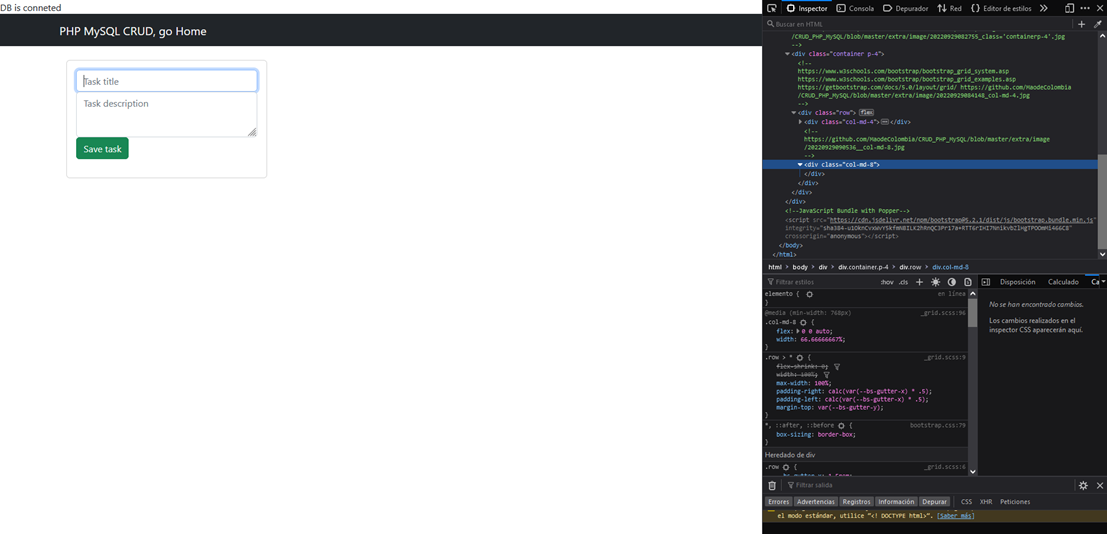 DB is conneted
PHP MySQL CRUD, go Home
Task title
Task description
Save task
Inspector
Consola
Depurador
Red
Editor de estilos
Buscar en HTML
/CRUD_PHP_MySQL/blob/master/extra/image/20220929082755_class='containerp-4'.jpg
-->
<div class="container p-4">
<!--
https://www.w3schools.com/bootstrap/bootstrap_grid_system.asp
https://www.w3schools.com/bootstrap/bootstrap_grid_examples.asp
https://getbootstrap.com/docs/5.0/layout/grid/ https://github.com/MaodeColombia
/CRUD_PHP_MySQL/blob/master/extra/image/20220929084148_col-md-4.jpg
-->
<div class="row"> flex
<div class="col-md-4"> </div>
<!--
https://github.com/MaodeColombia/CRUD_PHP_MySQL/blob/master/extra/image
/20220929090536__col-md-8.jpg
-->
<div class="col-md-8">
</div>
</div>
</div>
</div>
<!--JavaScript Bundle with Popper-->
<script src="https://cdn.jsdelivr.net/npm/bootstrap@5.2.1/dist/js/bootstrap.bundle.min.js"
crossorigin="anonymous"></script>
</body>
</html>
html > body > div > div.container.p-4 > div.row > div.col-md-8
Filtrar estilos
:hov .cls +
Disposición
Calculado
Ca
elemento { en línea
}
@media (min-width: 768px) _grid.scss:96
.col-md-8 {
flex: 0 0 auto;
width: 66.66666667%;
}
.row > * { _grid.scss:9
flex-shrink: 0;
width: 100%;
max-width: 100%;
padding-right: calc(var(--bs-gutter-x) * .5);
padding-left: calc(var(--bs-gutter-x) * .5);
margin-top: var(--bs-gutter-y);
}
*, ::after, ::before { bootstrap.css:79
box-sizing: border-box;
}
Heredado de div
.row { _grid.scss:6
No se han encontrado cambios.
Los cambios realizados en el
inspector CSS aparecerán aquí.
Filtrar salida
Errores
Advertencias
Registros
Información
Depurar
CSS
XHR
Peticiones
el modo estándar, utilice “<! DOCTYPE html>”. [Saber más]